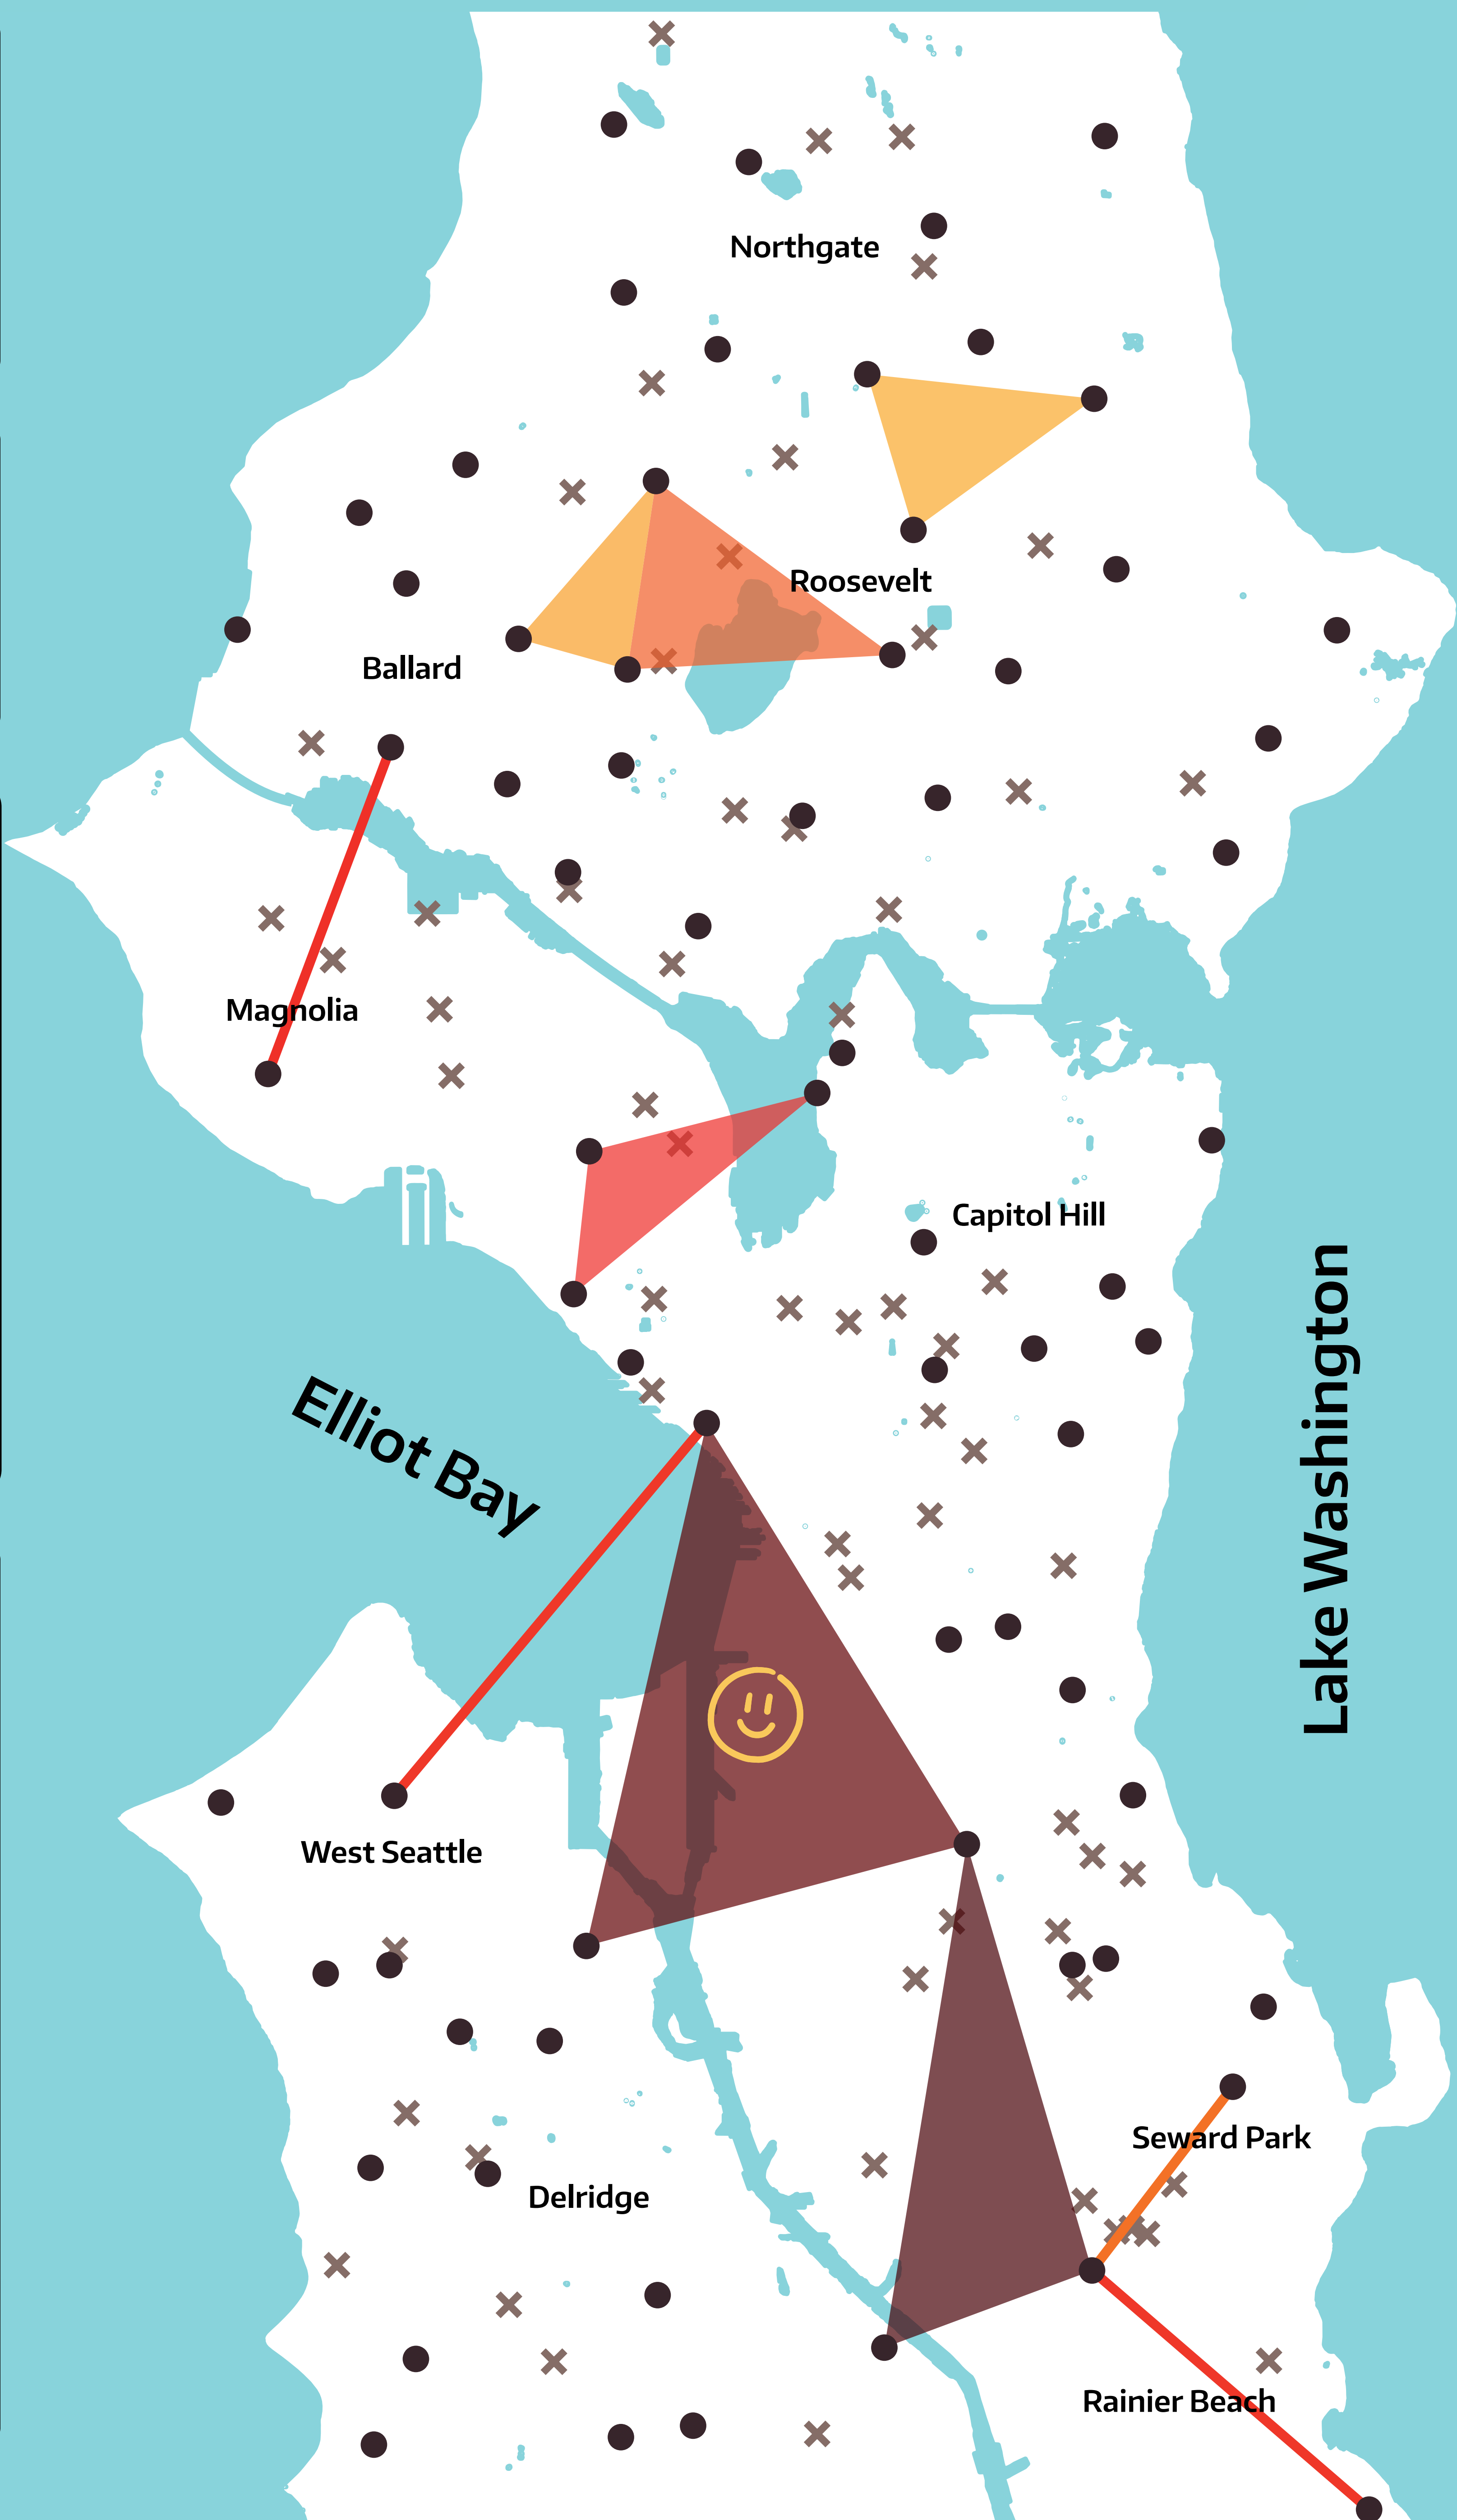 Northgate
Roosevelt
Ballard
Magnolia
Capitol Hill
Elliot Bay
Lake Washington
West Seattle
Seward Park
Delridge
Rainier Beach